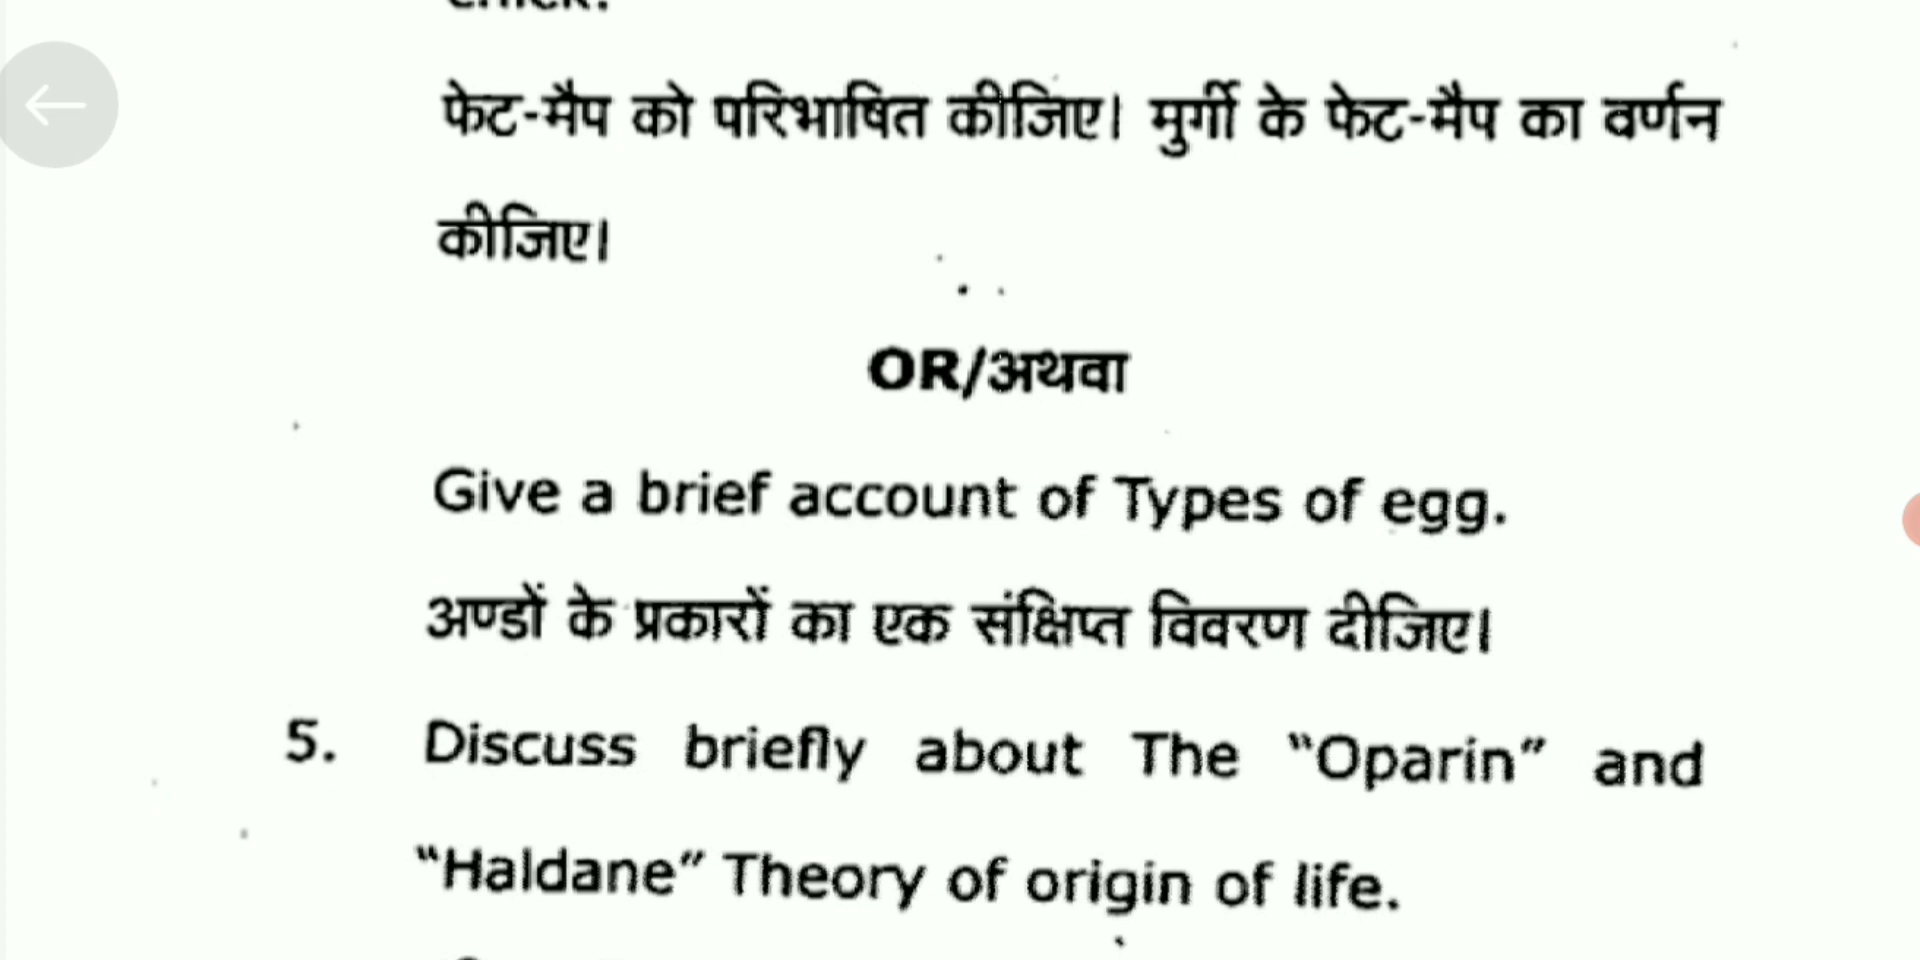 chick.
फेट-मैप को परिभाषित कीजिए। मुर्गी के फेट-मैप का वर्णन
कीजिए।
OR/अथवा
Give a brief account of Types of egg.
अण्डों के प्रकारों का एक संक्षिप्त विवरण दीजिए।
5. Discuss briefly about The “Oparin” and
“Haldane” Theory of origin of life.